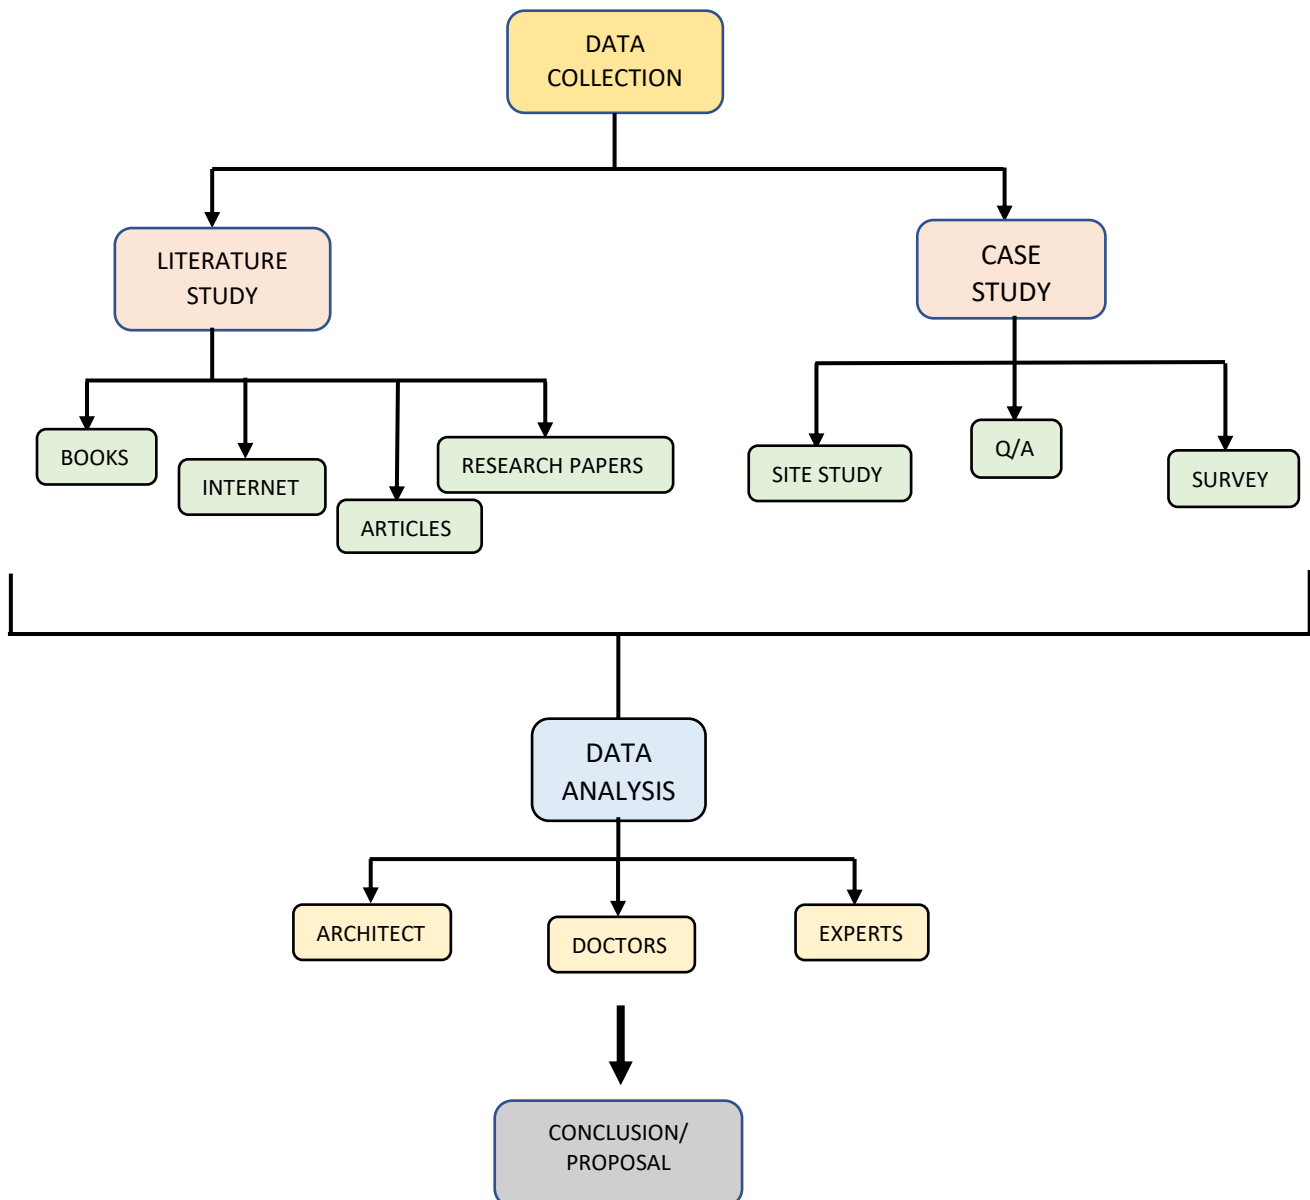 DATA
COLLECTION
LITERATURE
STUDY
CASE
STUDY
BOOKS
INTERNET
ARTICLES
RESEARCH PAPERS
SITE STUDY
Q/A
SURVEY
DATA
ANALYSIS
ARCHITECT
DOCTORS
EXPERTS
CONCLUSION/
PROPOSAL